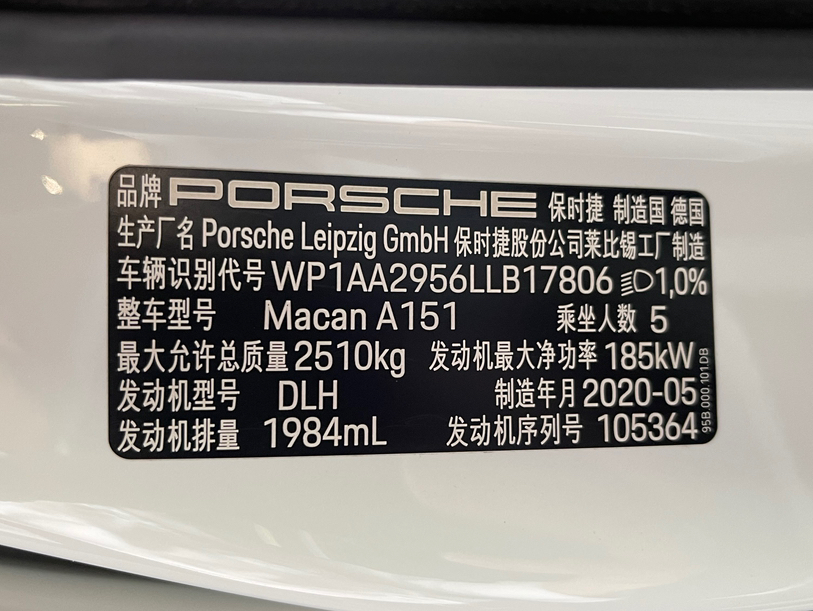 品牌 PORSCHE 保时捷 制造国 德国
生产厂名 Porsche Leipzig GmbH 保时捷股份公司莱比锡工厂制造
车辆识别代号 WP1AA2956LLB17806 1,0%
整车型号 Macan A151 乘坐人数 5
最大允许总质量 2510kg 发动机最大净功率 185kW
发动机型号 DLH 制造年月 2020-05
发动机排量 1984mL 发动机序列号 105364
95B.000.101.DB